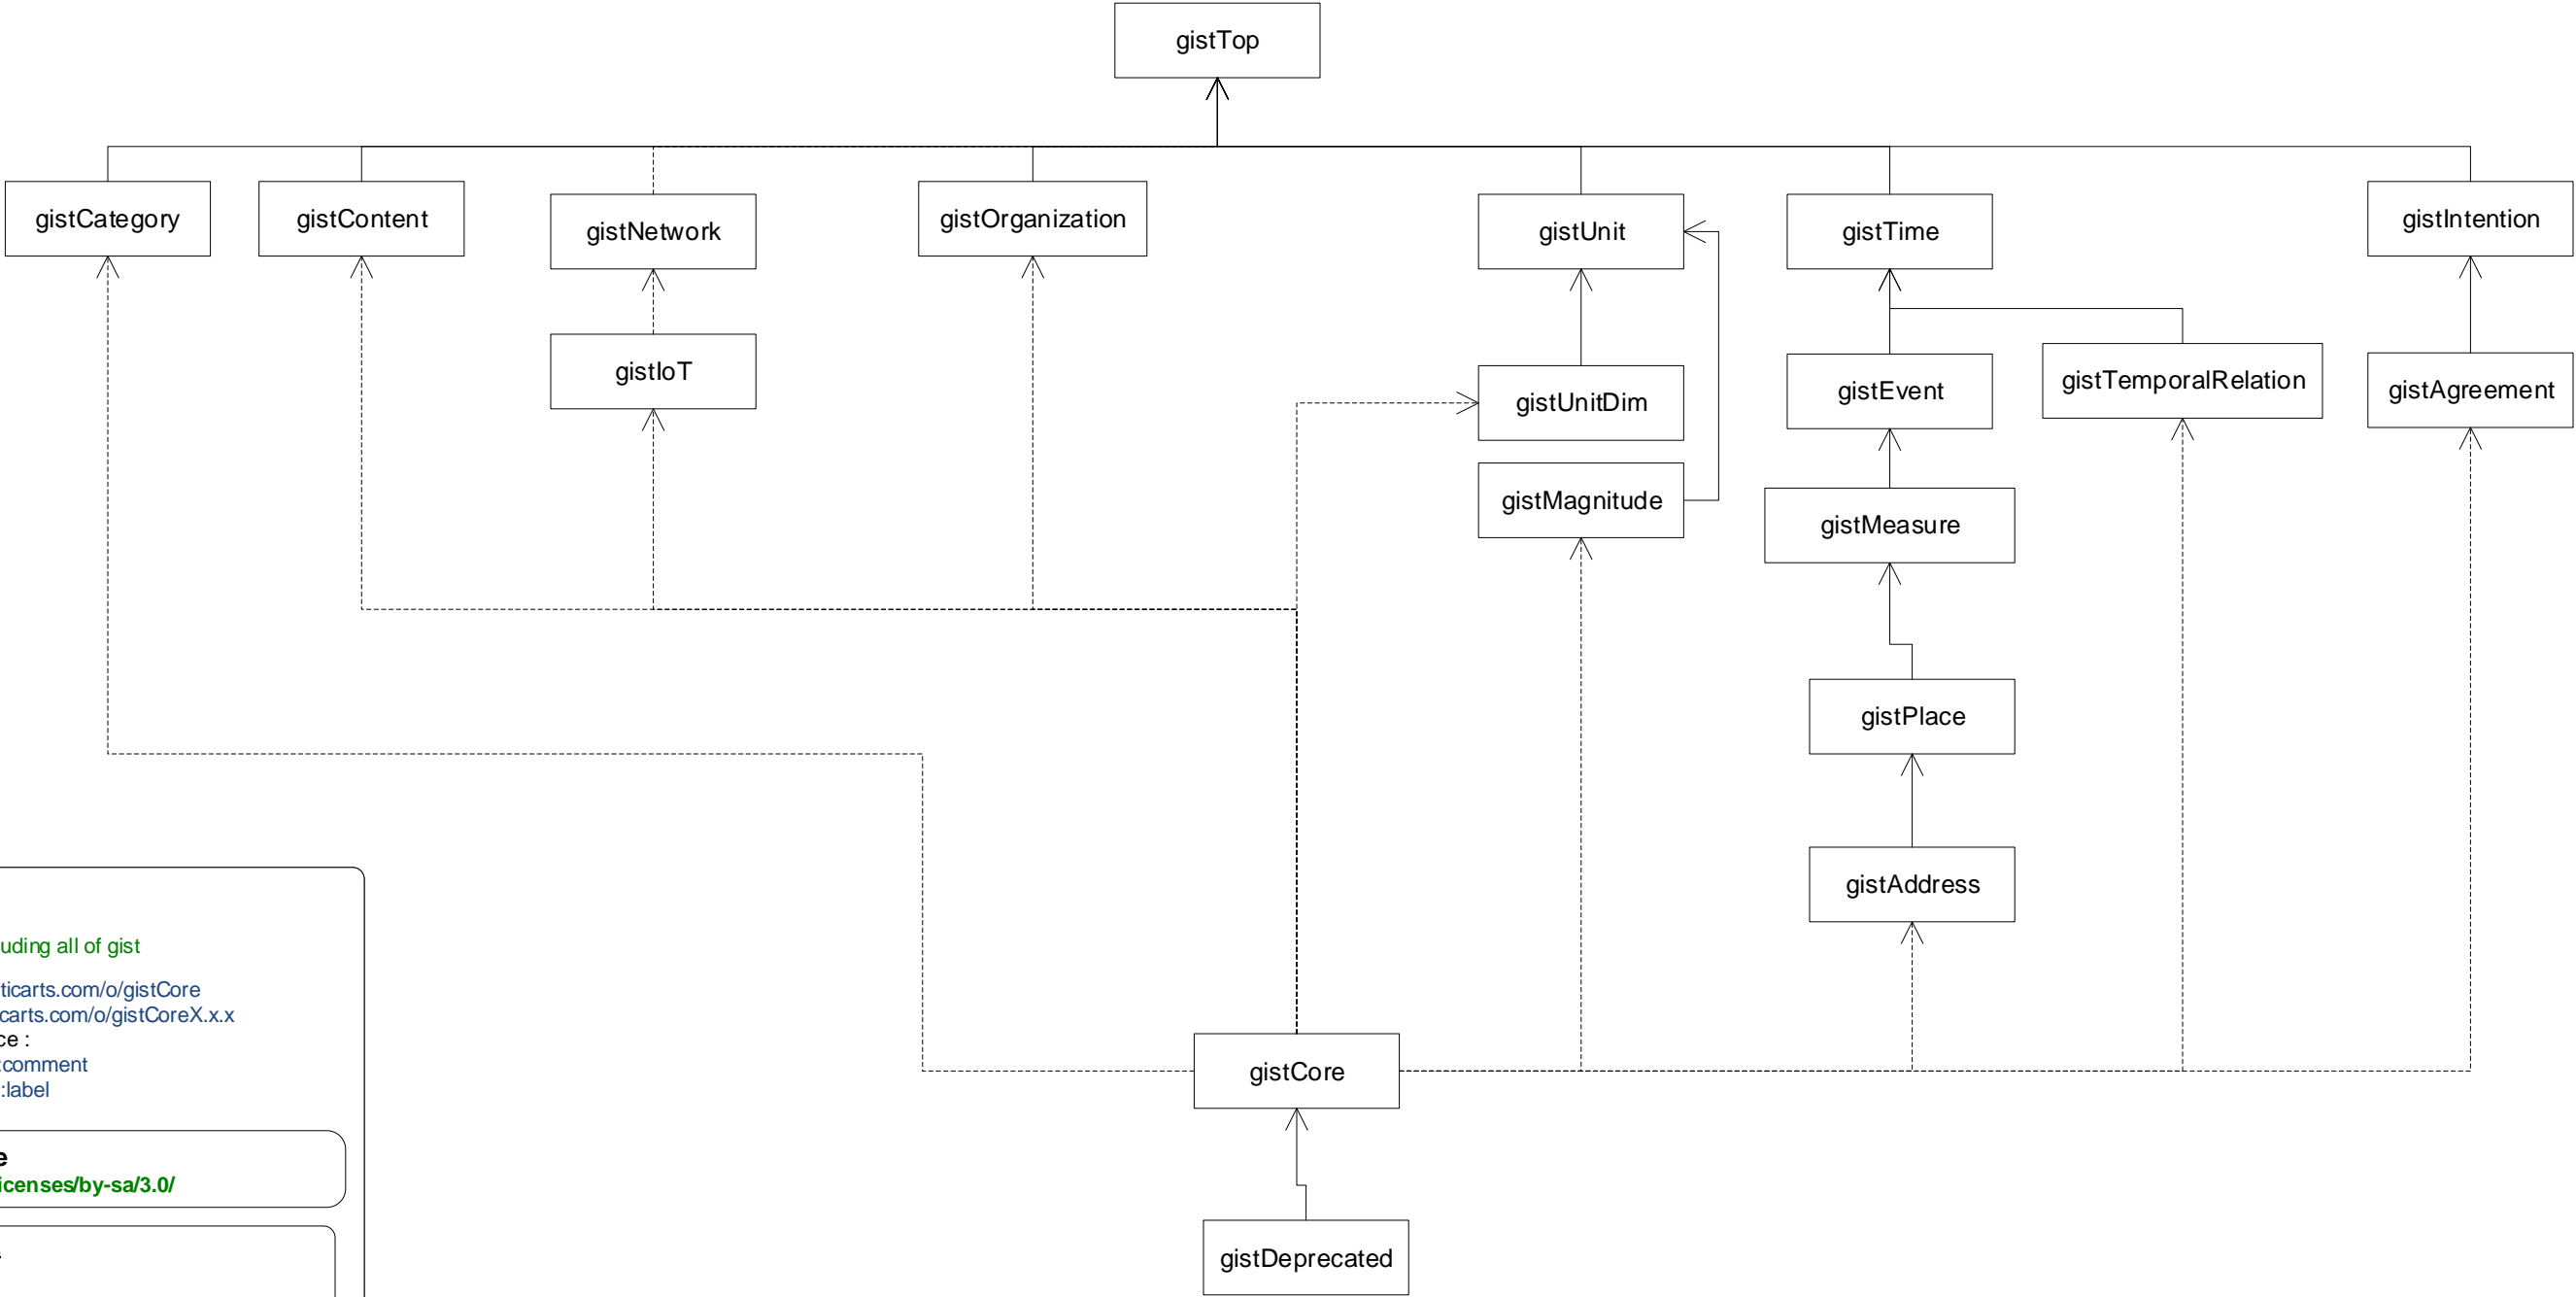 gistTop
gistCategory
gistContent
gistNetwork
gistOrganization
gistUnit
gistTime
gistIntention
gistIoT
gistUnitDim
gistEvent
gistTemporalRelation
gistAgreement
gistMagnitude
gistMeasure
gistPlace
gistAddress
uding all of gist
ticarts.com/o/gistCore
carts.com/o/gistCoreX.x.x
ce :
:comment
:label
gistCore
e
icenses/by-sa/3.0/
gistDeprecated